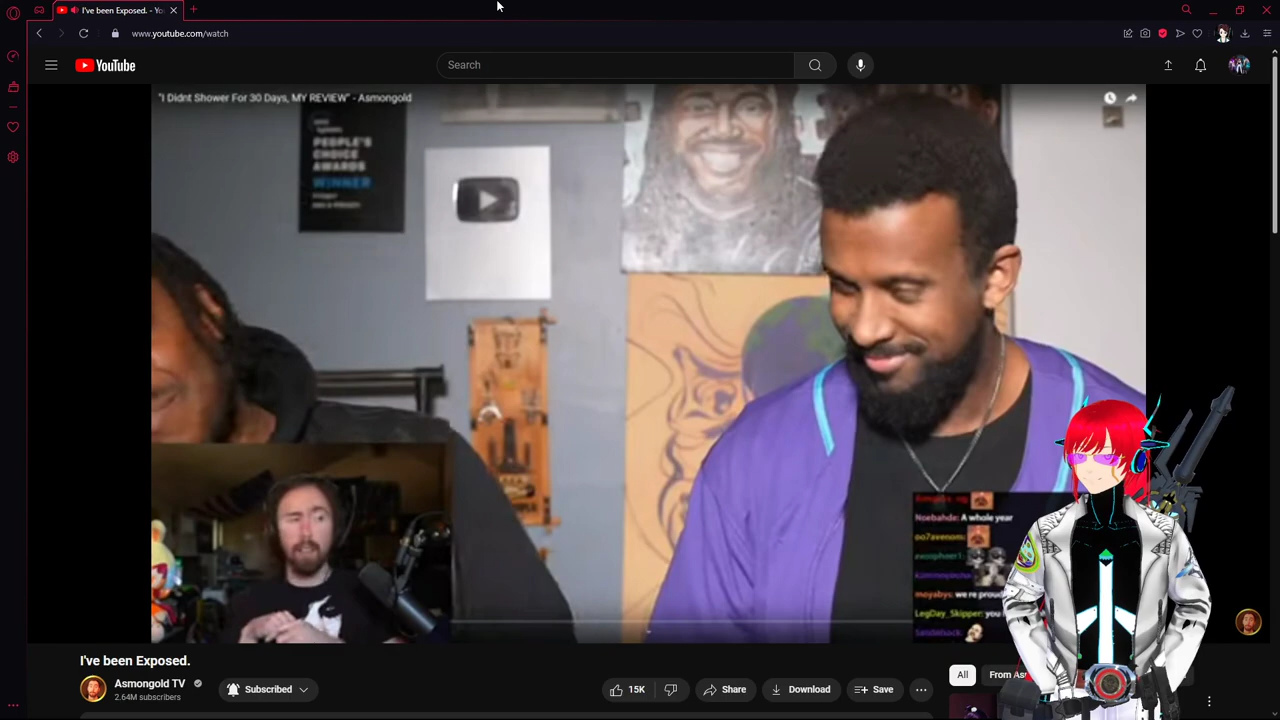 I've been Exposed. - Yo
www.youtube.com/watch
YouTube
Search
"I Didnt Shower For 30 Days, MY REVIEW" - Asmongold
PEOPLE'S
CHOICE
AWARDS
WINNER
Noebahdz: A whole year
oo7avenom:
moyabys: we're proud
LegDay_Skipper: you
I've been Exposed.
Asmongold TV
2.64M subscribers
Subscribed
15K
Share
Download
Save
All
From As